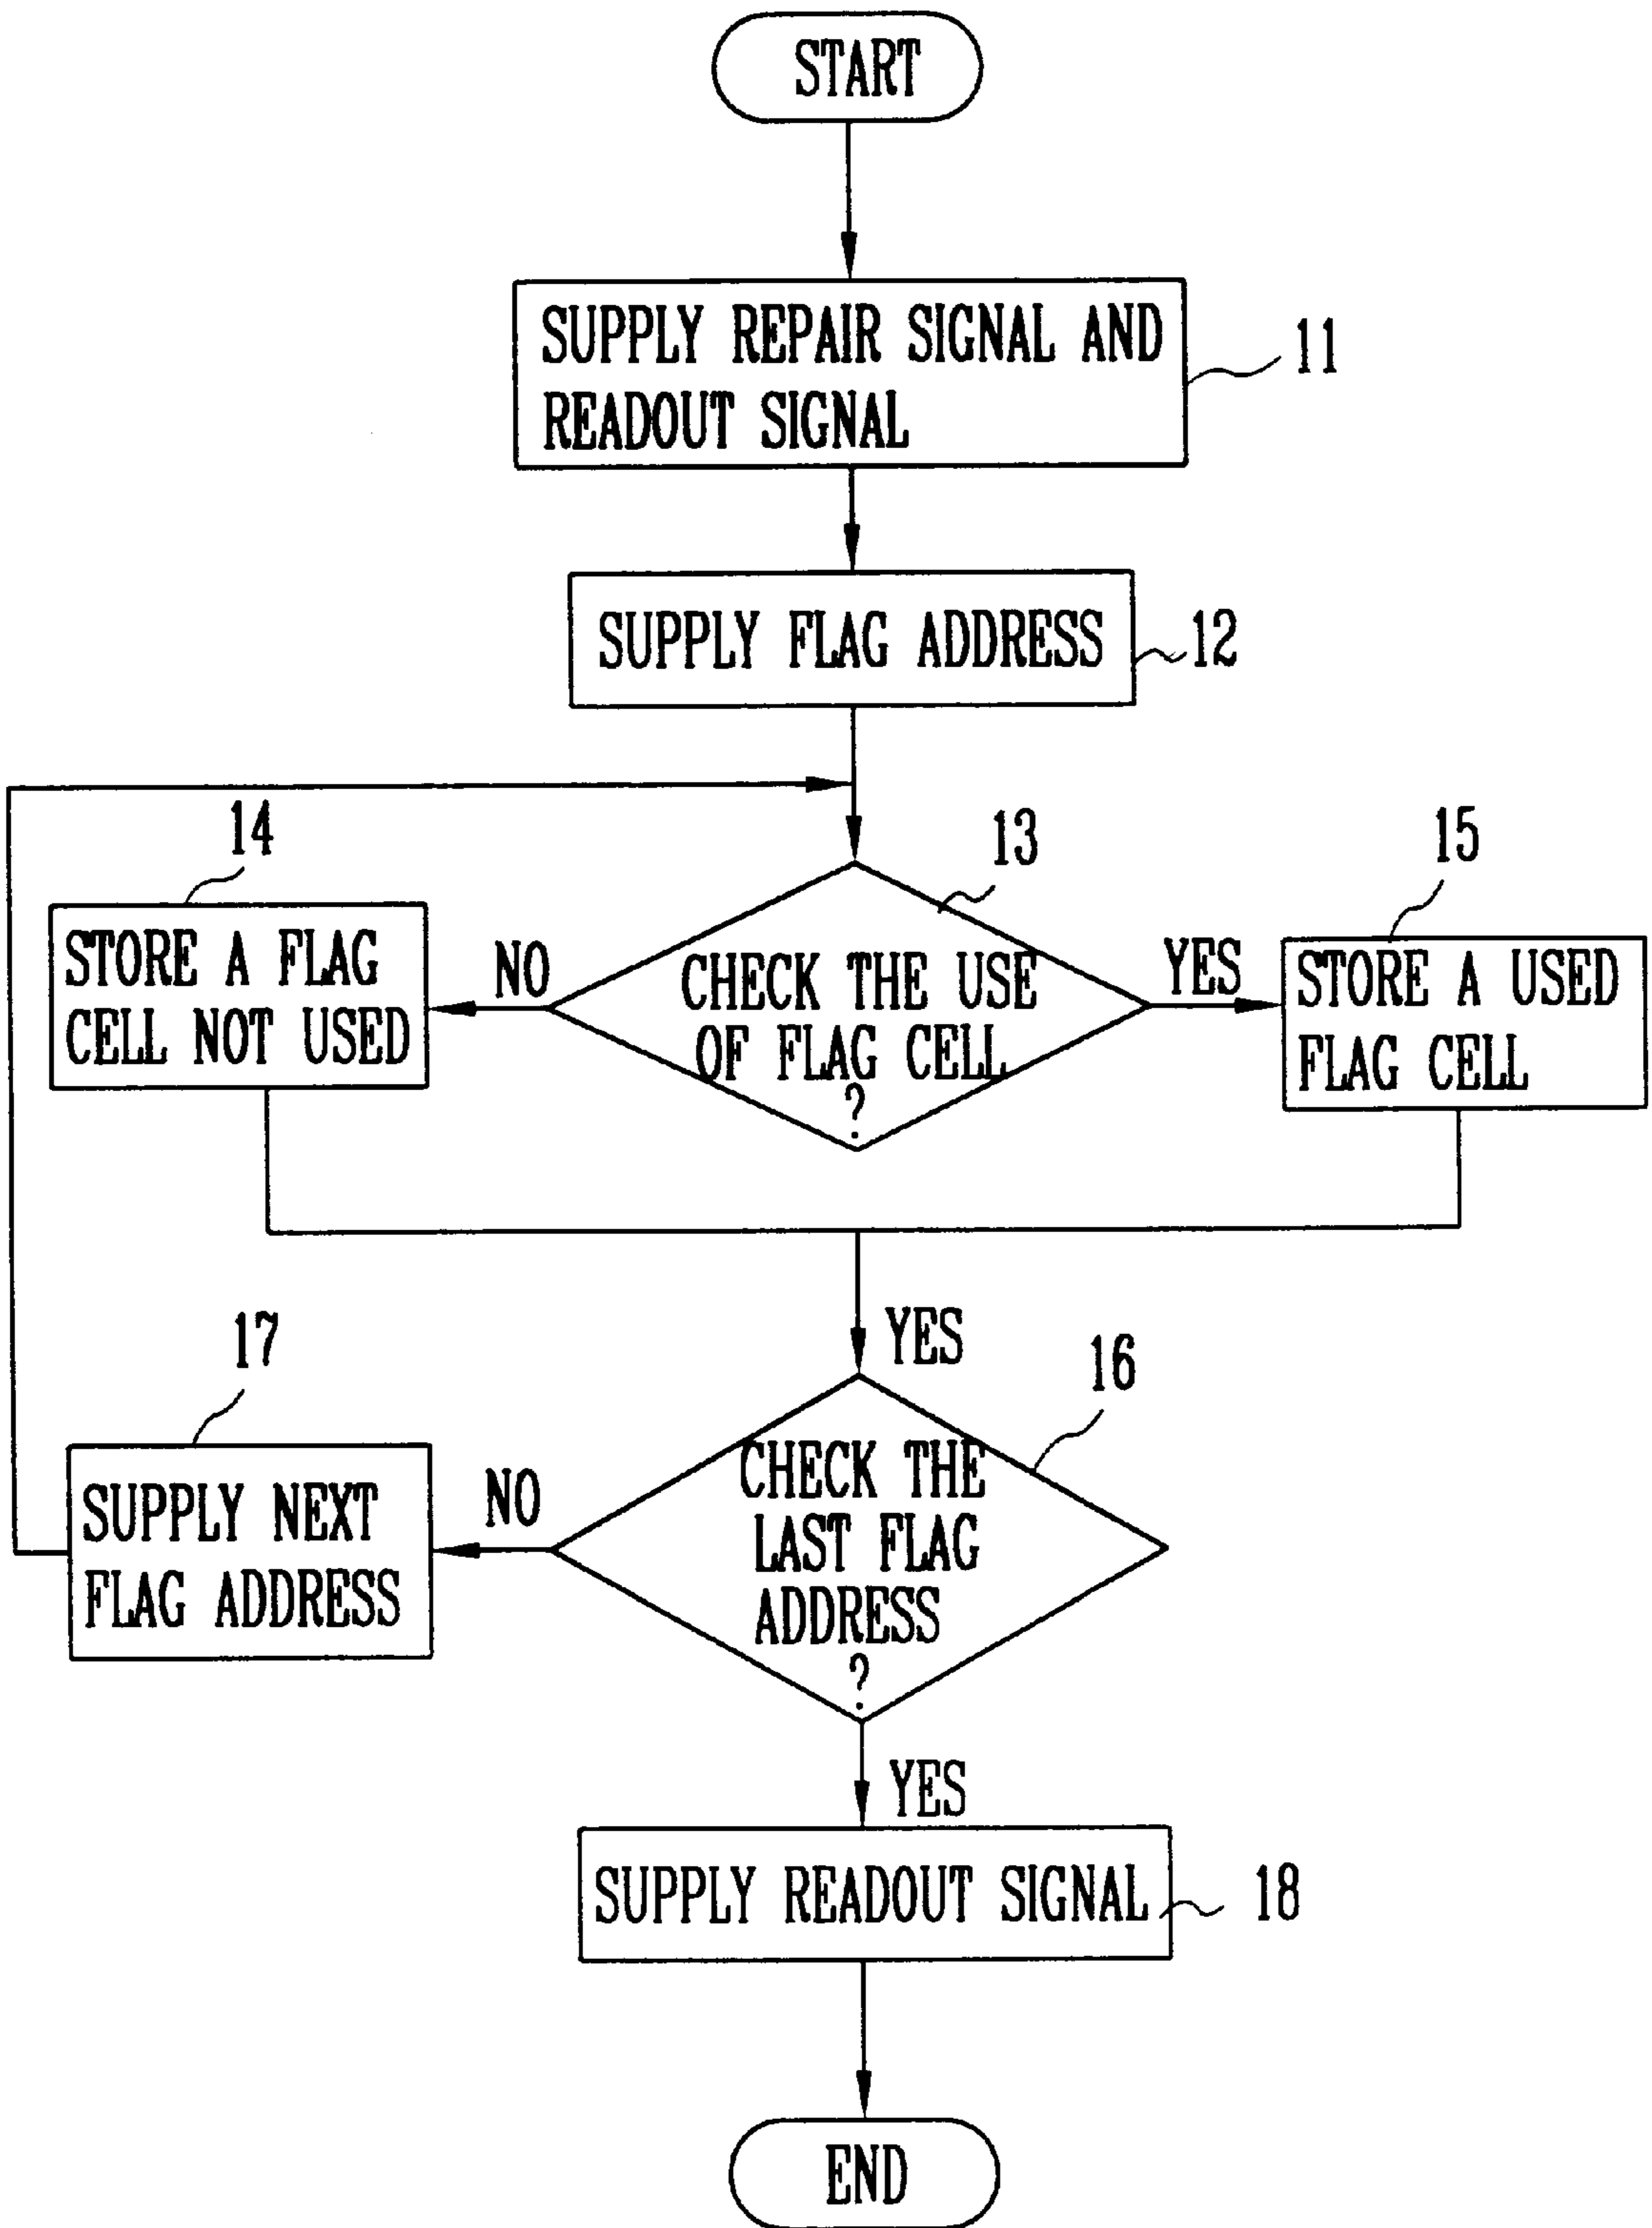 START
SUPPLY REPAIR SIGNAL AND
READOUT SIGNAL
11
SUPPLY FLAG ADDRESS
12
14
13
15
STORE A FLAG
CELL NOT USED
NO
CHECK THE USE
OF FLAG CELL
?
YES
STORE A USED
FLAG CELL
YES
17
16
SUPPLY NEXT
FLAG ADDRESS
NO
CHECK THE
LAST FLAG
ADDRESS
?
YES
SUPPLY READOUT SIGNAL
18
END